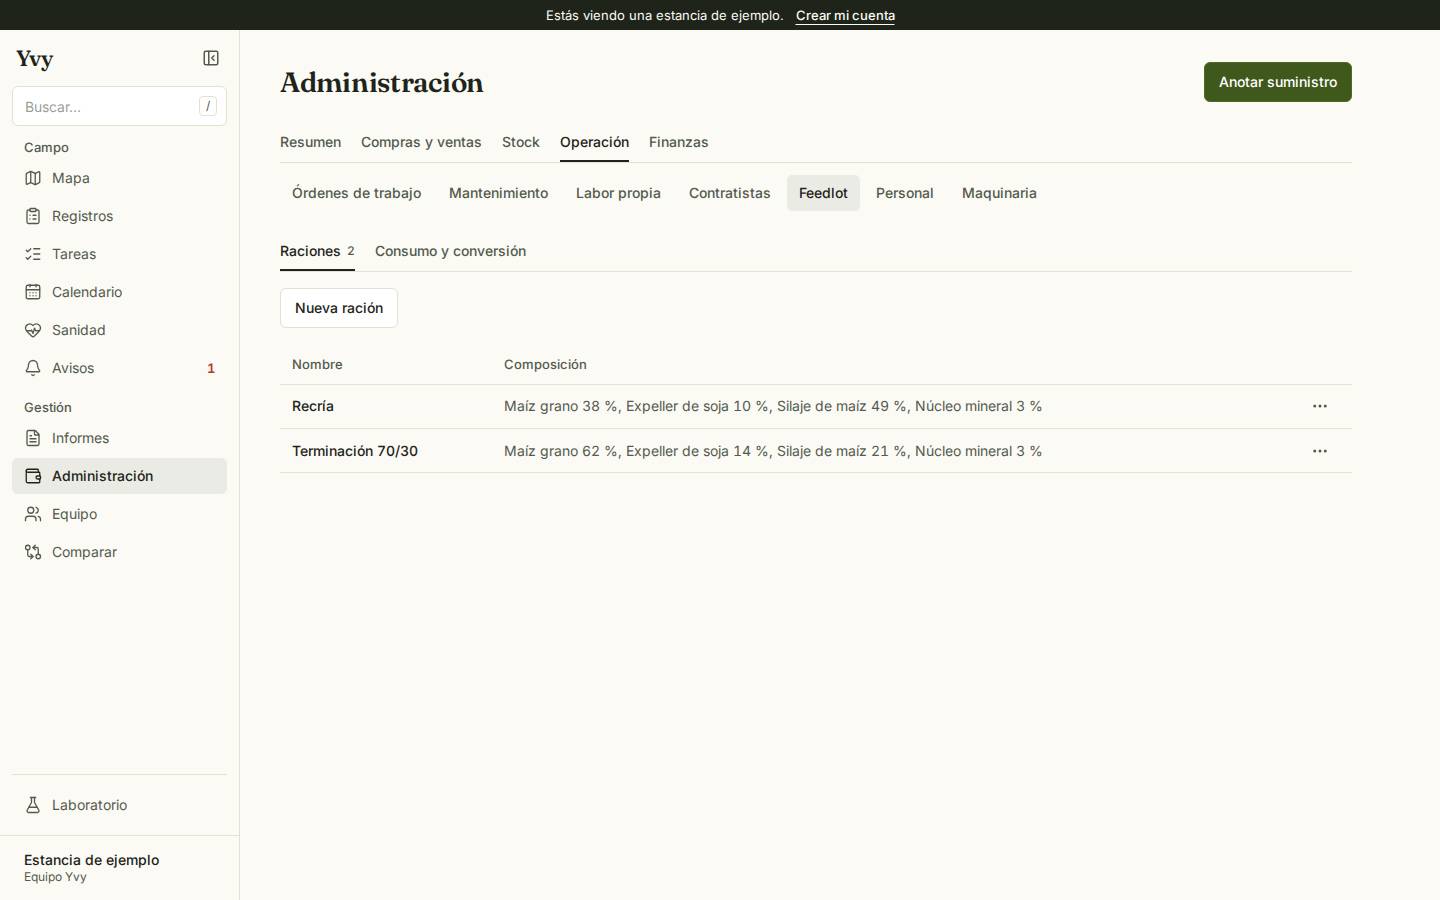 Estás viendo una estancia de ejemplo. Crear mi cuenta
Yvy
Buscar... /
Campo
Mapa
Registros
Tareas
Calendario
Sanidad
Avisos 1
Gestión
Informes
Administración
Equipo
Comparar
Laboratorio
Estancia de ejemplo
Equipo Yvy
Administración
Anotar suministro
Resumen Compras y ventas Stock Operación Finanzas
Órdenes de trabajo Mantenimiento Labor propia Contratistas Feedlot Personal Maquinaria
Raciones 2 Consumo y conversión
Nueva ración
Nombre Composición
Recría Maíz grano 38 %, Expeller de soja 10 %, Silaje de maíz 49 %, Núcleo mineral 3 %
Terminación 70/30 Maíz grano 62 %, Expeller de soja 14 %, Silaje de maíz 21 %, Núcleo mineral 3 %